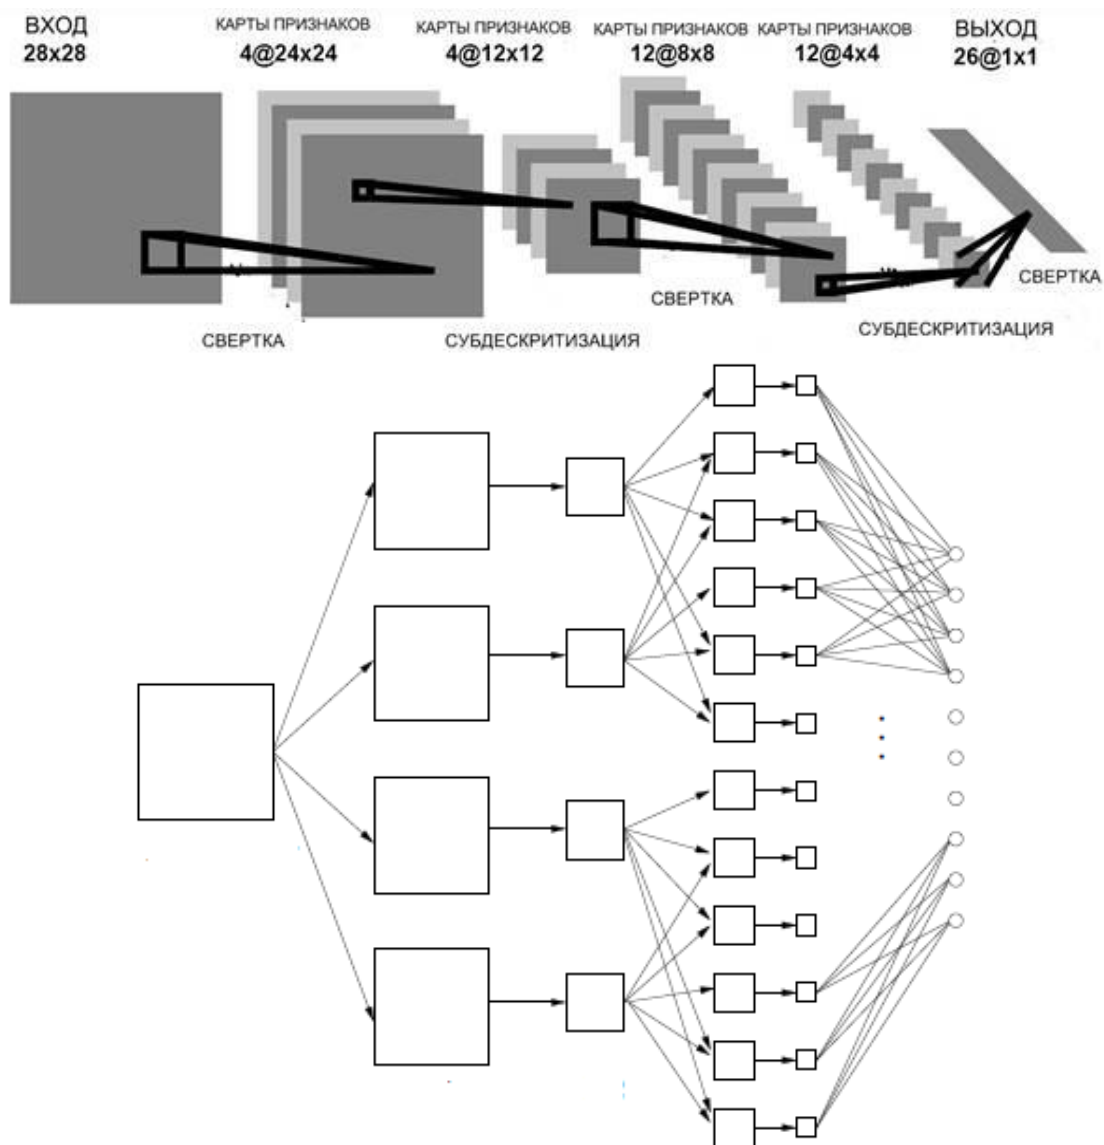 ВХОД
28x28
КАРТЫ ПРИЗНАКОВ
4@24x24
КАРТЫ ПРИЗНАКОВ
4@12x12
КАРТЫ ПРИЗНАКОВ
12@8x8
КАРТЫ ПРИЗНАКОВ
12@4x4
ВЫХОД
26@1x1
СВЕРТКА
СУБДЕСКРИТИЗАЦИЯ
СВЕРТКА
СУБДЕСКРИТИЗАЦИЯ
СВЕРТКА